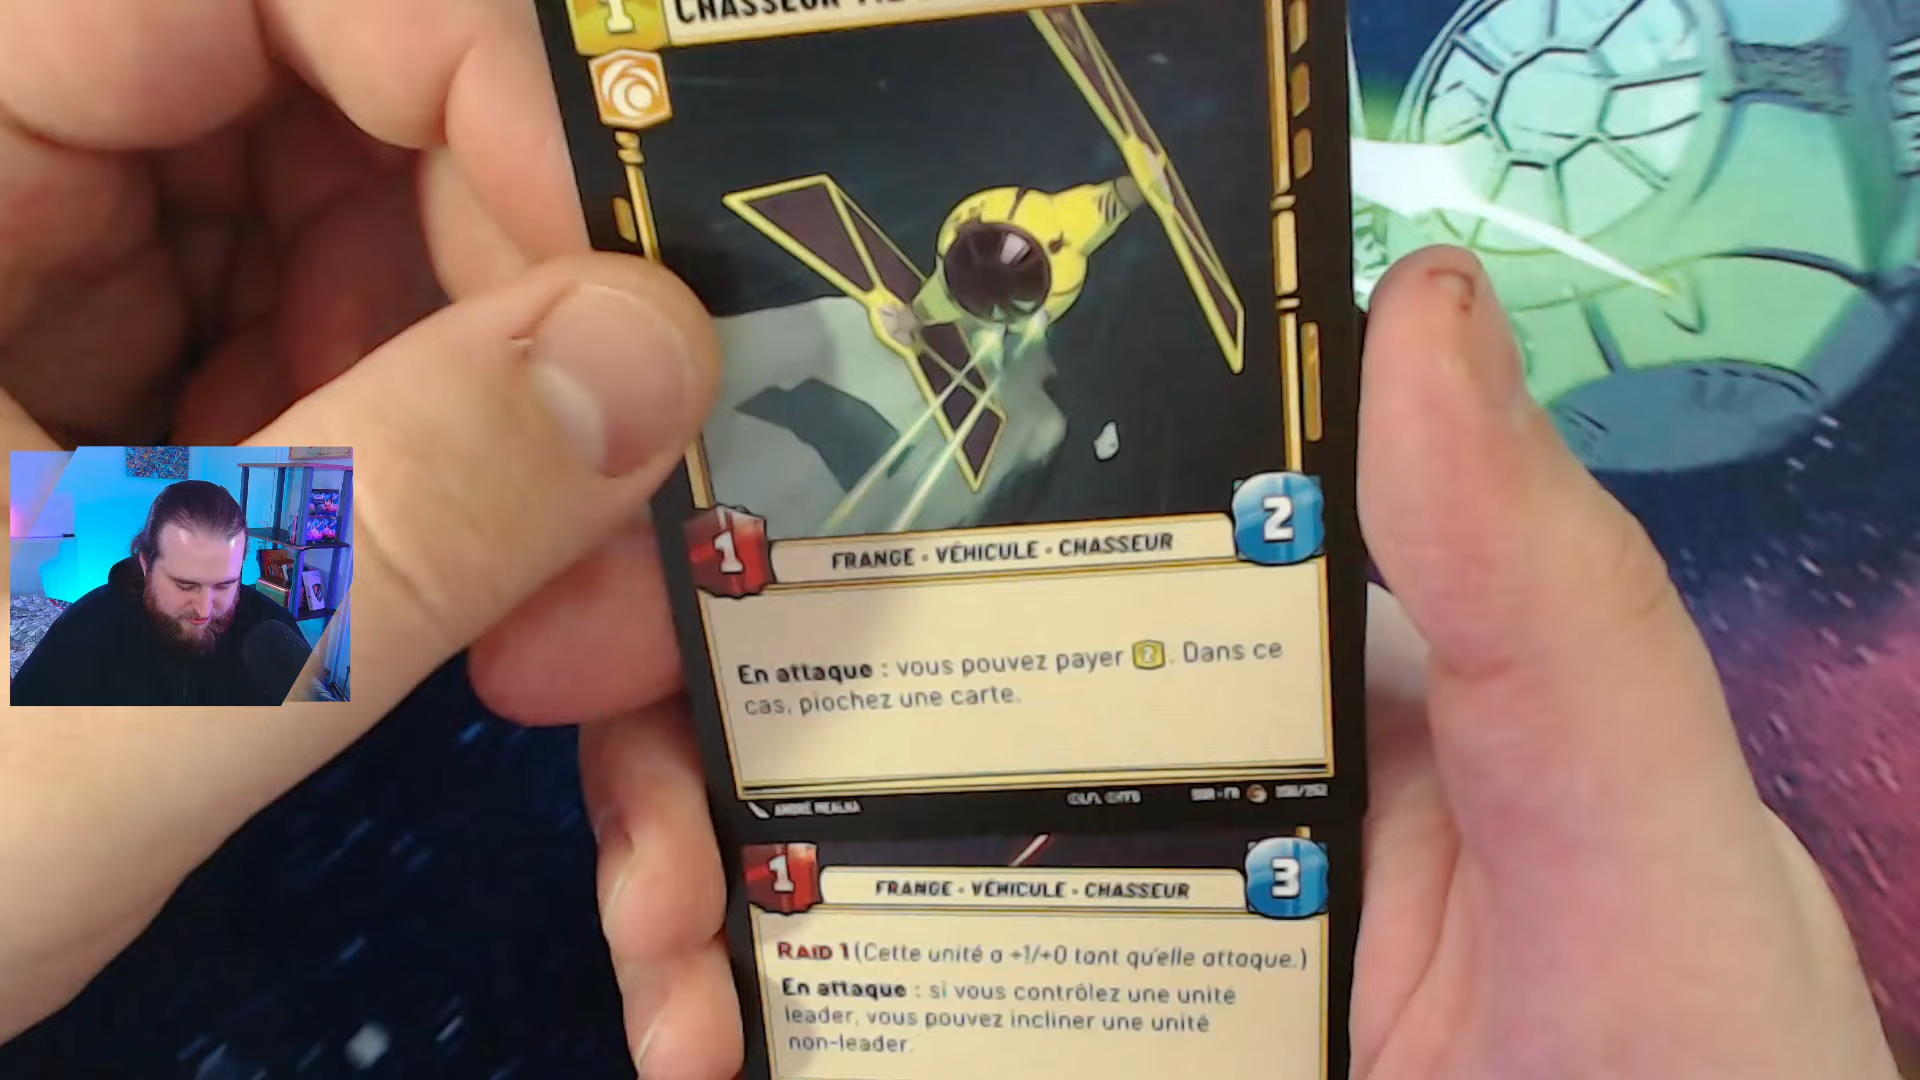 1
CHASSEUR
1
2
FRANGE • VÉHICULE • CHASSEUR
En attaque : vous pouvez payer 2. Dans ce
cas, piochez une carte.
1
3
FRANGE • VÉHICULE • CHASSEUR
RAID 1 (Cette unité a +1/+0 tant qu'elle attaque.)
En attaque : si vous contrôlez une unité
leader, vous pouvez incliner une unité
non-leader.